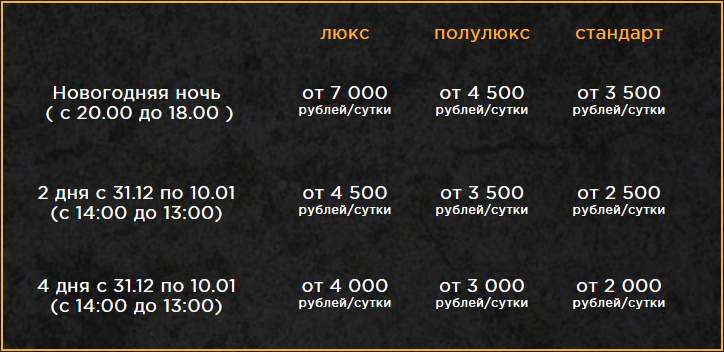 люкс полулюкс стандарт
Новогодняя ночь от 7 000 от 4 500 от 3 500
( с 20.00 до 18.00 ) рублей/сутки рублей/сутки рублей/сутки
2 дня с 31.12 по 10.01 от 4 500 от 3 500 от 2 500
(с 14:00 до 13:00) рублей/сутки рублей/сутки рублей/сутки
4 дня с 31.12 по 10.01 от 4 000 от 3 000 от 2 000
(с 14:00 до 13:00) рублей/сутки рублей/сутки рублей/сутки